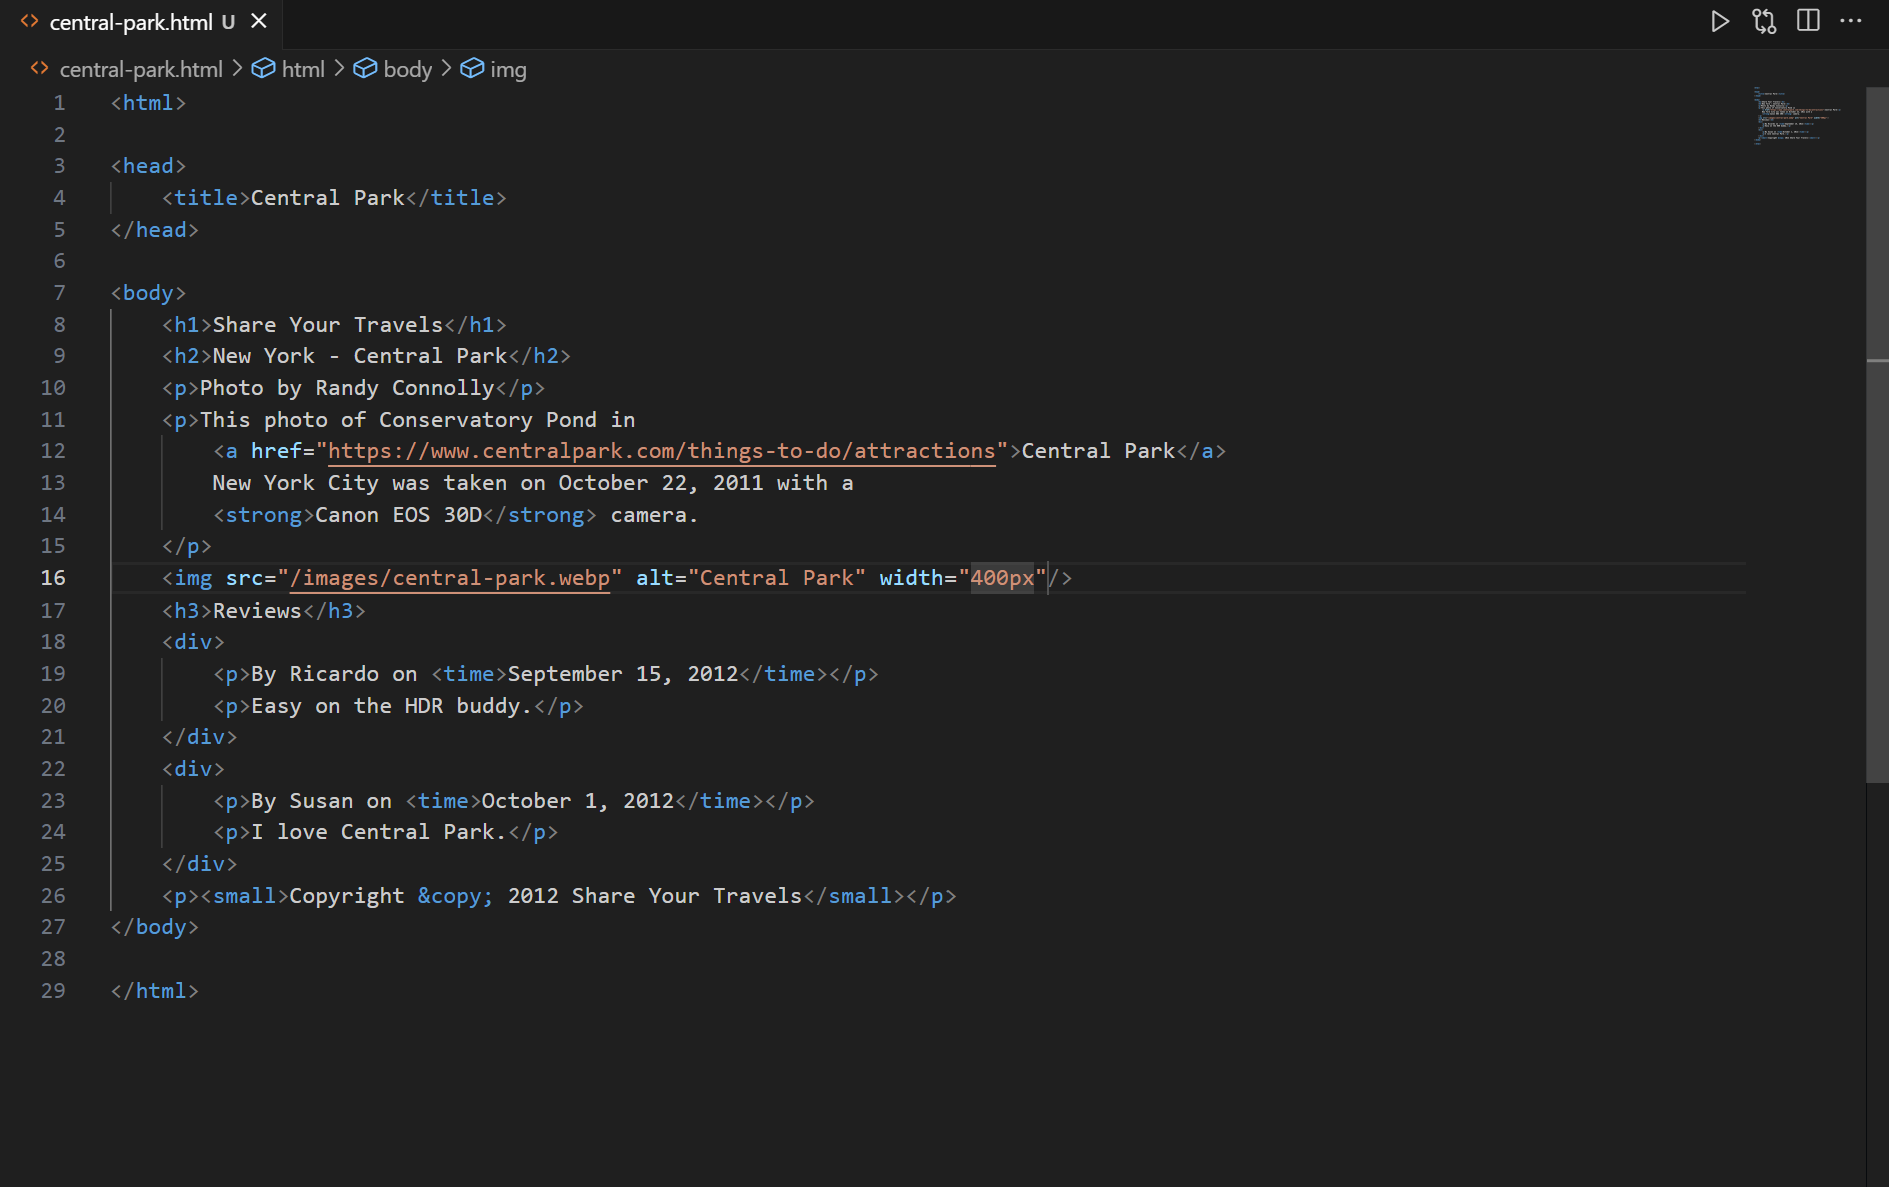 central-park.html U
central-park.html > html > body > img
1 <html>
2
3 <head>
4     <title>Central Park</title>
5 </head>
6
7 <body>
8     <h1>Share Your Travels</h1>
9     <h2>New York - Central Park</h2>
10     <p>Photo by Randy Connolly</p>
11     <p>This photo of Conservatory Pond in
12         <a href="https://www.centralpark.com/things-to-do/attractions">Central Park</a>
13         New York City was taken on October 22, 2011 with a
14         <strong>Canon EOS 30D</strong> camera.
15     </p>
16     <img src="/images/central-park.webp" alt="Central Park" width="400px"/>
17     <h3>Reviews</h3>
18     <div>
19         <p>By Ricardo on <time>September 15, 2012</time></p>
20         <p>Easy on the HDR buddy.</p>
21     </div>
22     <div>
23         <p>By Susan on <time>October 1, 2012</time></p>
24         <p>I love Central Park.</p>
25     </div>
26     <p><small>Copyright &copy; 2012 Share Your Travels</small></p>
27 </body>
28
29 </html>